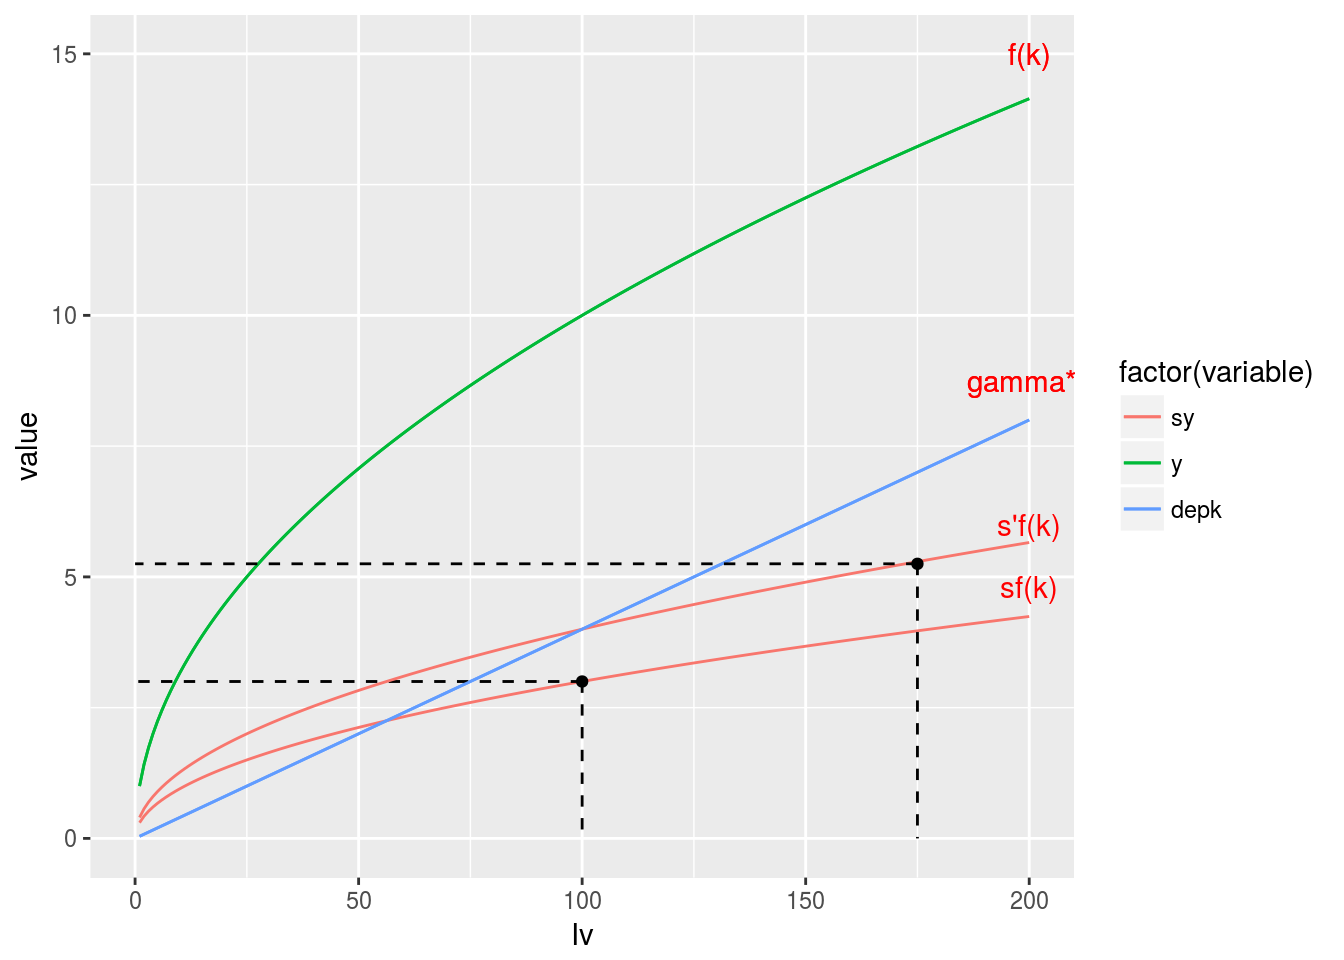 15
10
5
0
value
f(k)
gamma*
s'f(k)
sf(k)
0 50 100 150 200
lv
factor(variable)
sy
y
depk